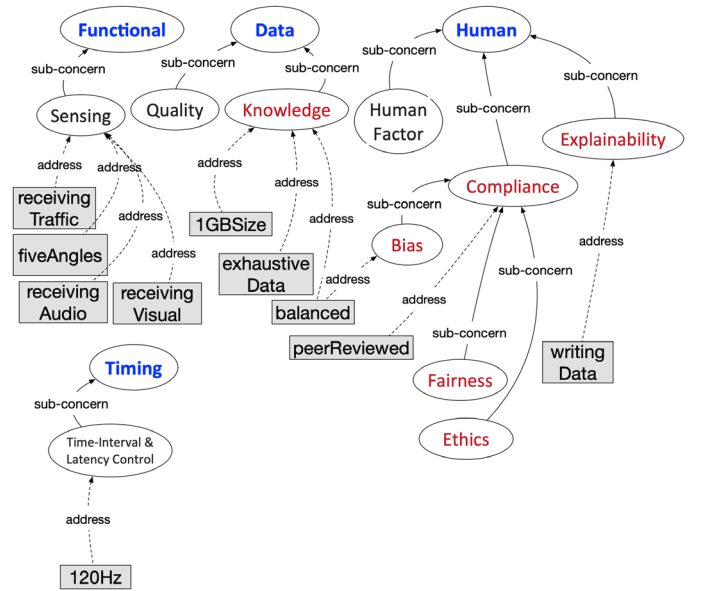 Functional
Data
Human
sub-concern
sub-concern
sub-concern
sub-concern
sub-concern
sub-concern
Sensing
Quality
Knowledge
Human
Factor
Explainability
address
address
address
address
address
address
address
Compliance
receiving
Traffic
1GBSize
sub-concern
fiveAngles
address
Bias
address
exhaustive
Data
address
sub-concern
receiving
Audio
receiving
Visual
balanced
address
peerReviewed
sub-concern
writing
Data
Timing
Fairness
sub-concern
Time-Interval &
Latency Control
Ethics
address
120Hz